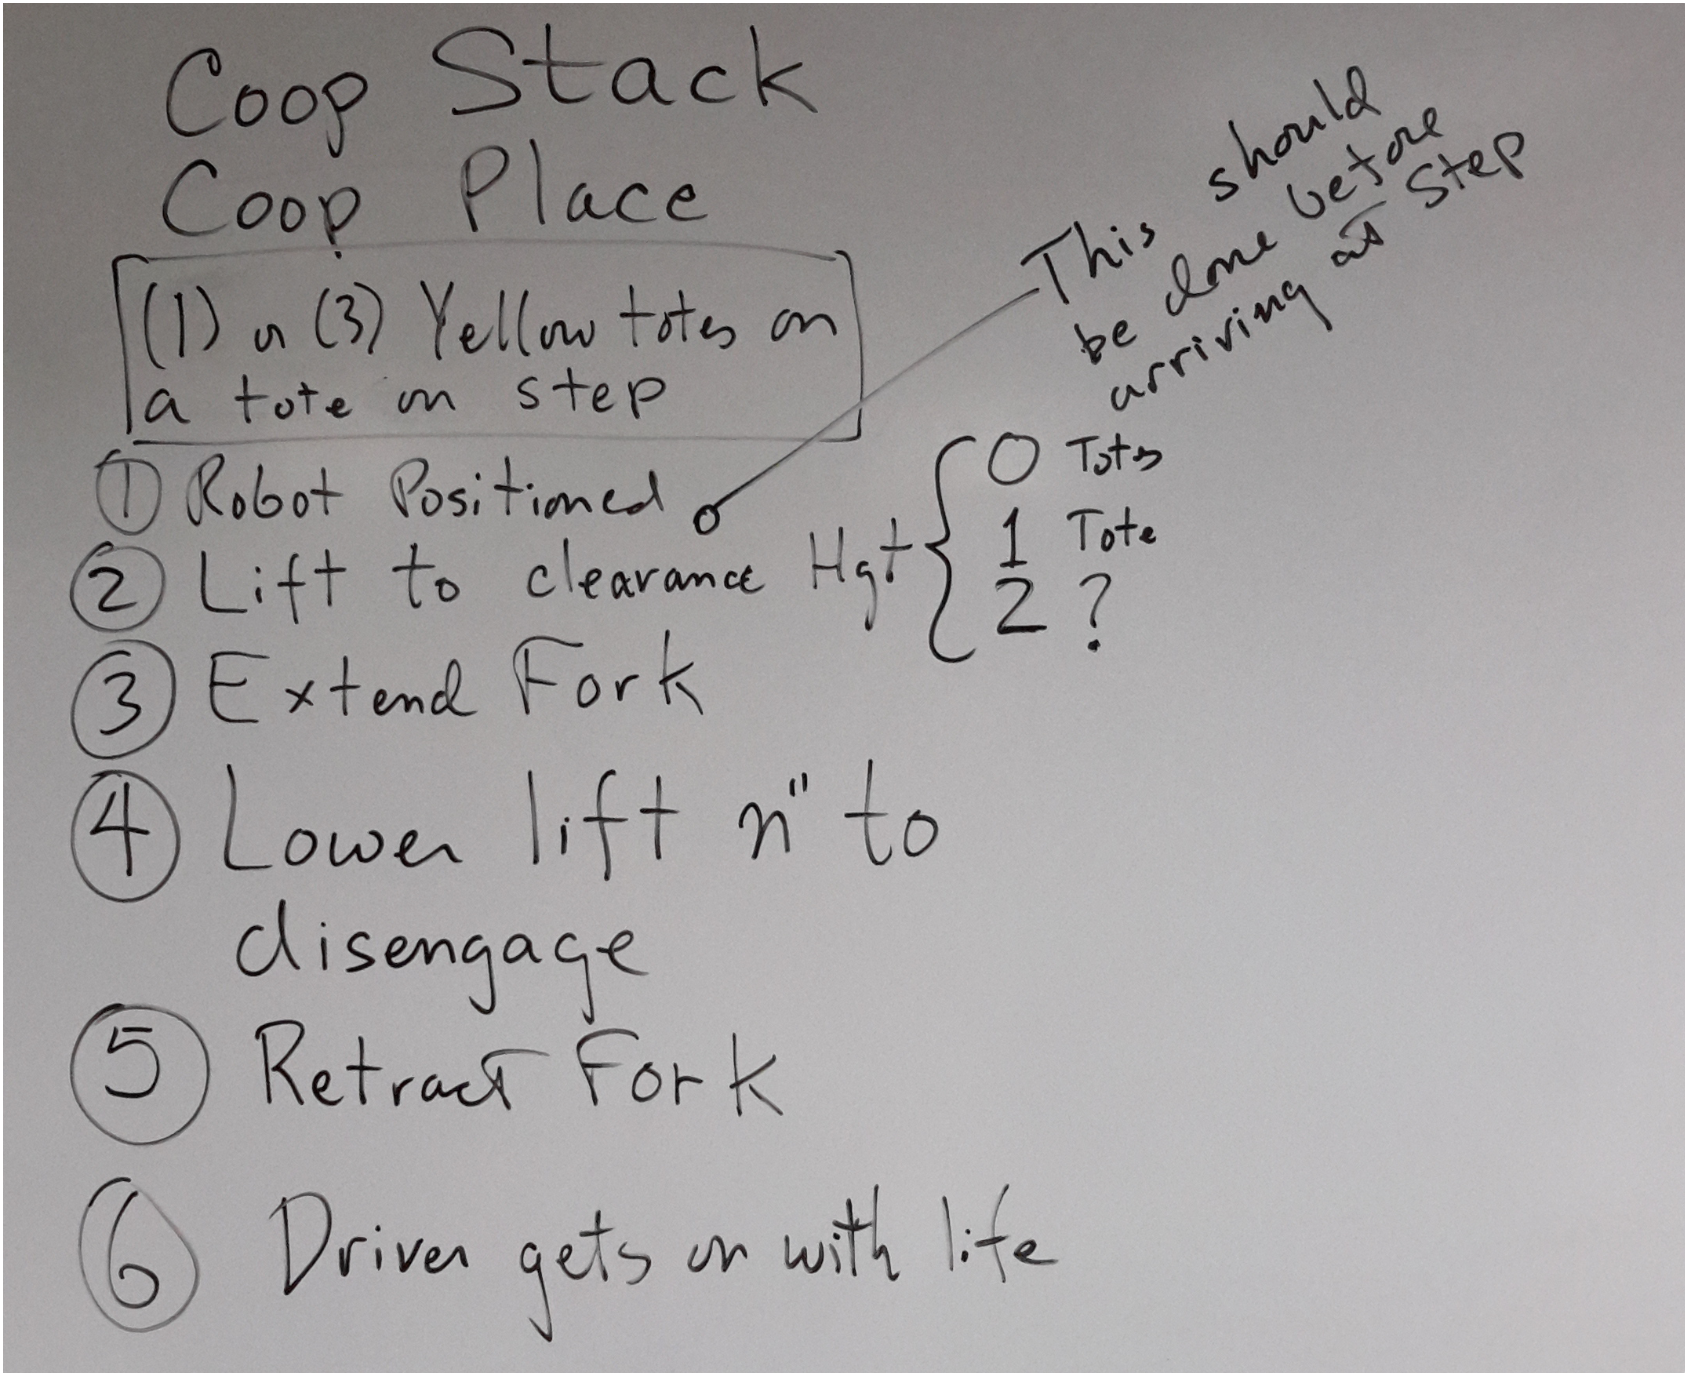 Coop Stack
Coop Place
(1) or (3) Yellow totes on
a tote on step
① Robot Positioned
② Lift to clearance Hgt { 0 Totes
1 Tote
2 ?
This should
be done before
arriving at step
③ Extend Fork
④ Lower lift n" to
disengage
⑤ Retract Fork
⑥ Driver gets on with life